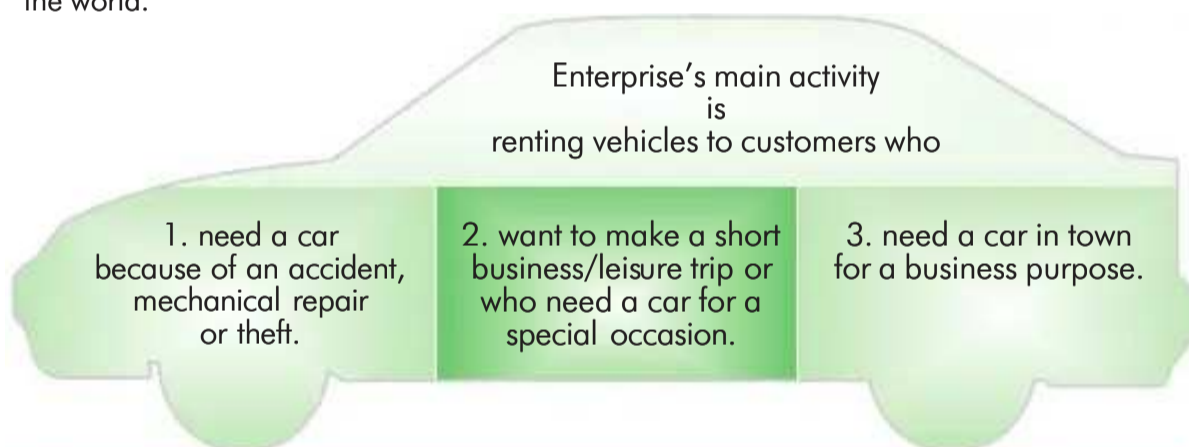 the world.
Enterprise's main activity
is
renting vehicles to customers who
1. need a car
because of an accident,
mechanical repair
or theft.
2. want to make a short
business/leisure trip or
who need a car for a
special occasion.
3. need a car in town
for a business purpose.